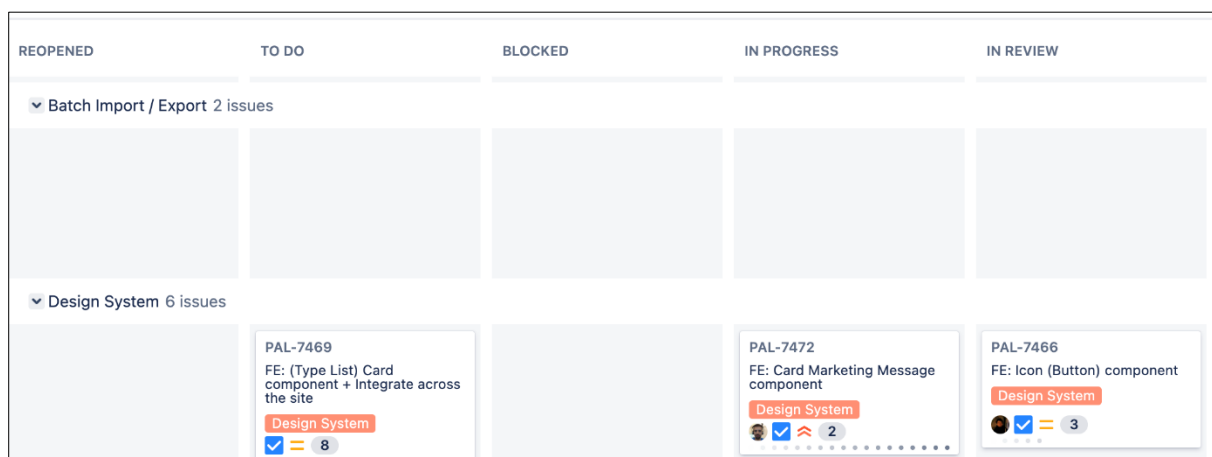 REOPENED
TO DO
BLOCKED
IN PROGRESS
IN REVIEW
Batch Import / Export 2 issues
Design System 6 issues
PAL-7469
FE: (Type List) Card
component + Integrate across
the site
Design System
8
PAL-7472
FE: Card Marketing Message
component
Design System
2
PAL-7466
FE: Icon (Button) component
Design System
3